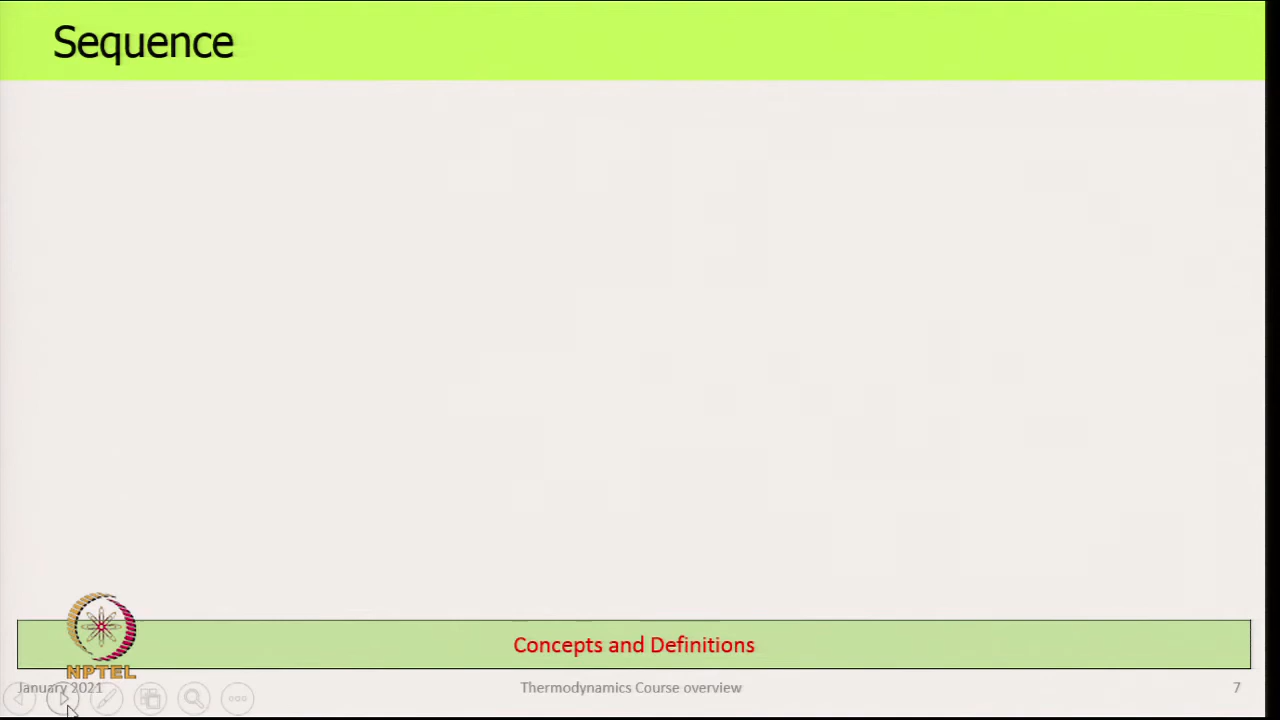 Sequence
Concepts and Definitions
NPTEL
January 2021
Thermodynamics Course overview
7